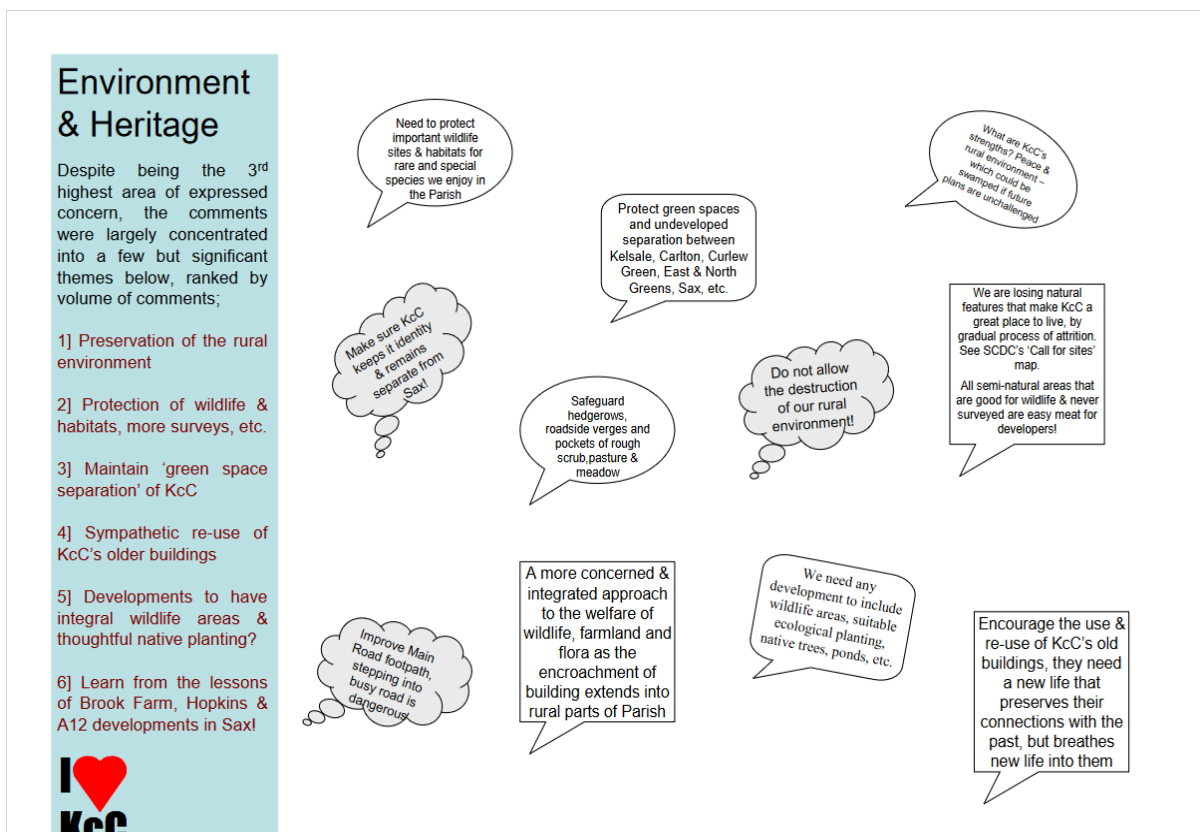 Environment
& Heritage
Despite being the 3rd
highest area of expressed
concern, the comments
were largely concentrated
into a few but significant
themes below, ranked by
volume of comments;
1] Preservation of the rural
environment
2] Protection of wildlife &
habitats, more surveys, etc.
3] Maintain ‘green space
separation’ of KcC
4] Sympathetic re-use of
KcC’s older buildings
5] Developments to have
integral wildlife areas &
thoughtful native planting?
6] Learn from the lessons
of Brook Farm, Hopkins &
A12 developments in Sax!
I
KcC
Need to protect
important wildlife
sites & habitats for
rare and special
species we enjoy in
the Parish
Protect green spaces
and undeveloped
separation between
Kelsale, Carlton, Curlew
Green, East & North
Greens, Sax, etc.
What are KcC’s
strengths? Peace &
rural environment –
which could be
swamped if future
plans are unchallenged
Make sure KcC
keeps it identity
& remains
separate from
Sax!
Safeguard
hedgerows,
roadside verges and
pockets of rough
scrub,pasture &
meadow
Do not allow
the destruction
of our rural
environment!
We are losing natural
features that make KcC a
great place to live, by
gradual process of attrition.
See SCDC’s ‘Call for sites’
map.
All semi-natural areas that
are good for wildlife & never
surveyed are easy meat for
developers!
Improve Main
Road footpath,
stepping into
busy road is
dangerous!
A more concerned &
integrated approach
to the welfare of
wildlife, farmland and
flora as the
encroachment of
building extends into
rural parts of Parish
We need any
development to include
wildlife areas, suitable
ecological planting,
native trees, ponds, etc.
Encourage the use &
re-use of KcC’s old
buildings, they need
a new life that
preserves their
connections with the
past, but breathes
new life into them